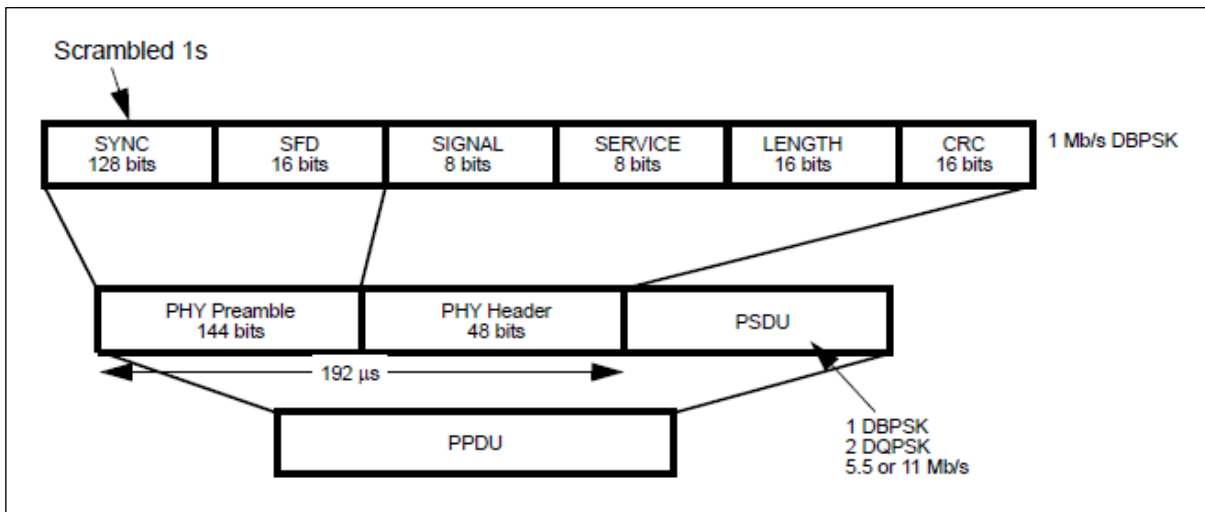 Scrambled 1s
SYNC
128 bits
SFD
16 bits
SIGNAL
8 bits
SERVICE
8 bits
LENGTH
16 bits
CRC
16 bits
1 Mb/s DBPSK
PHY Preamble
144 bits
PHY Header
48 bits
PSDU
192 µs
PPDU
1 DBPSK
2 DQPSK
5.5 or 11 Mb/s